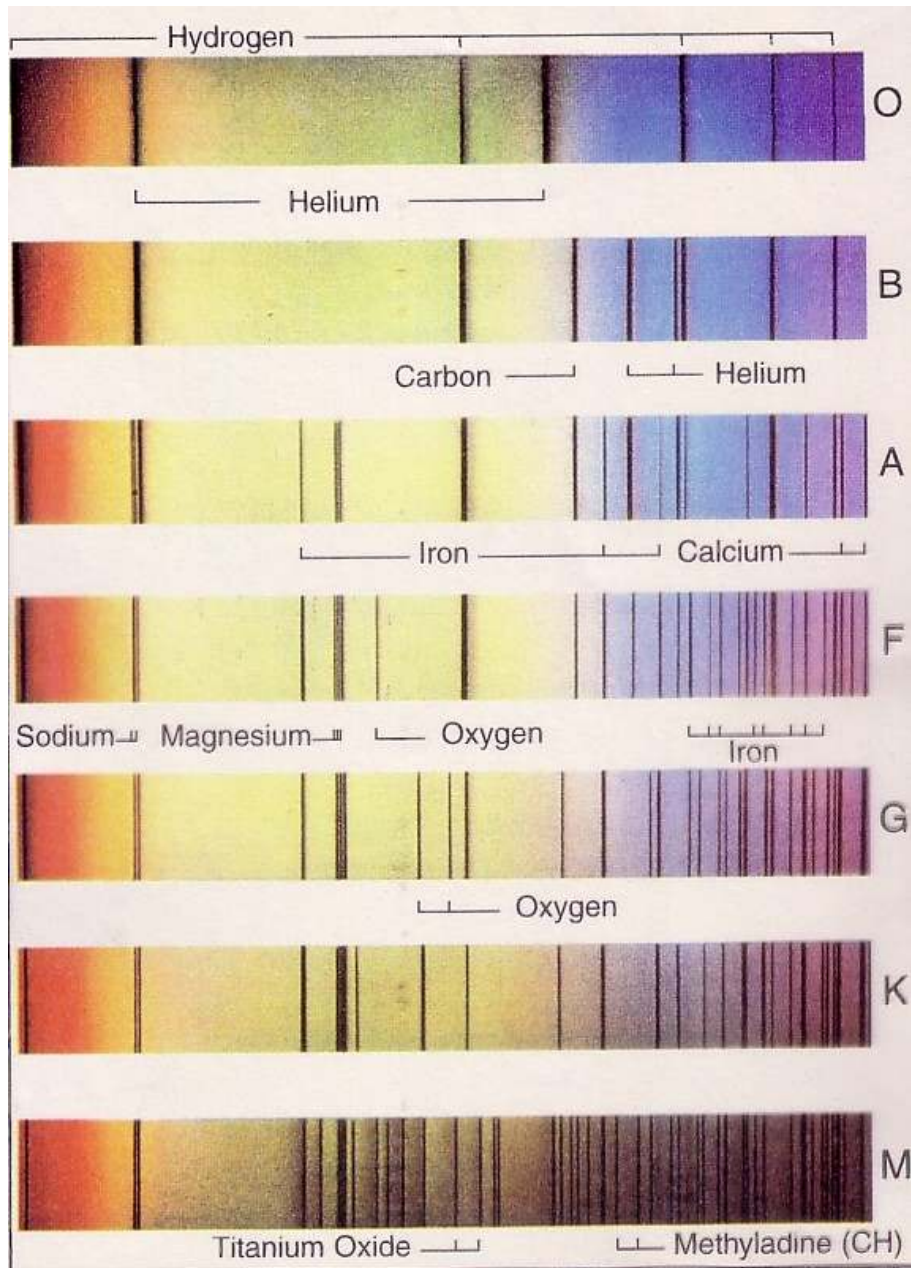 Hydrogen
O
Helium
B
Carbon Helium
A
Iron Calcium
F
Sodium Magnesium Oxygen Iron
G
Oxygen
K
M
Titanium Oxide Methyladine (CH)